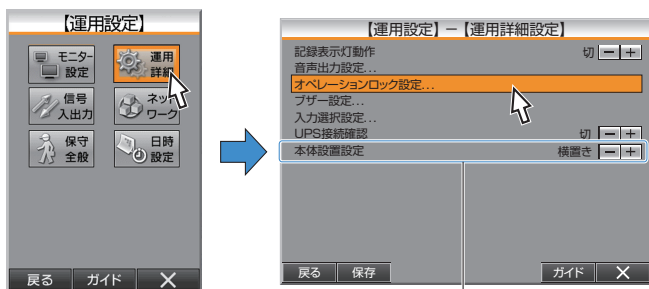 【運用設定】
モニター
設定
運用
詳細
信号
入出力
ネット
ワーク
保守
全般
日時
設定
戻る ガイド ×
【運用設定】－【運用詳細設定】
記録表示灯動作 切 － ＋
音声出力設定…
オペレーションロック設定…
ブザー設定…
入力選択設定…
UPS接続確認 切 － ＋
本体設置設定 横置き － ＋
戻る 保存 ガイド ×